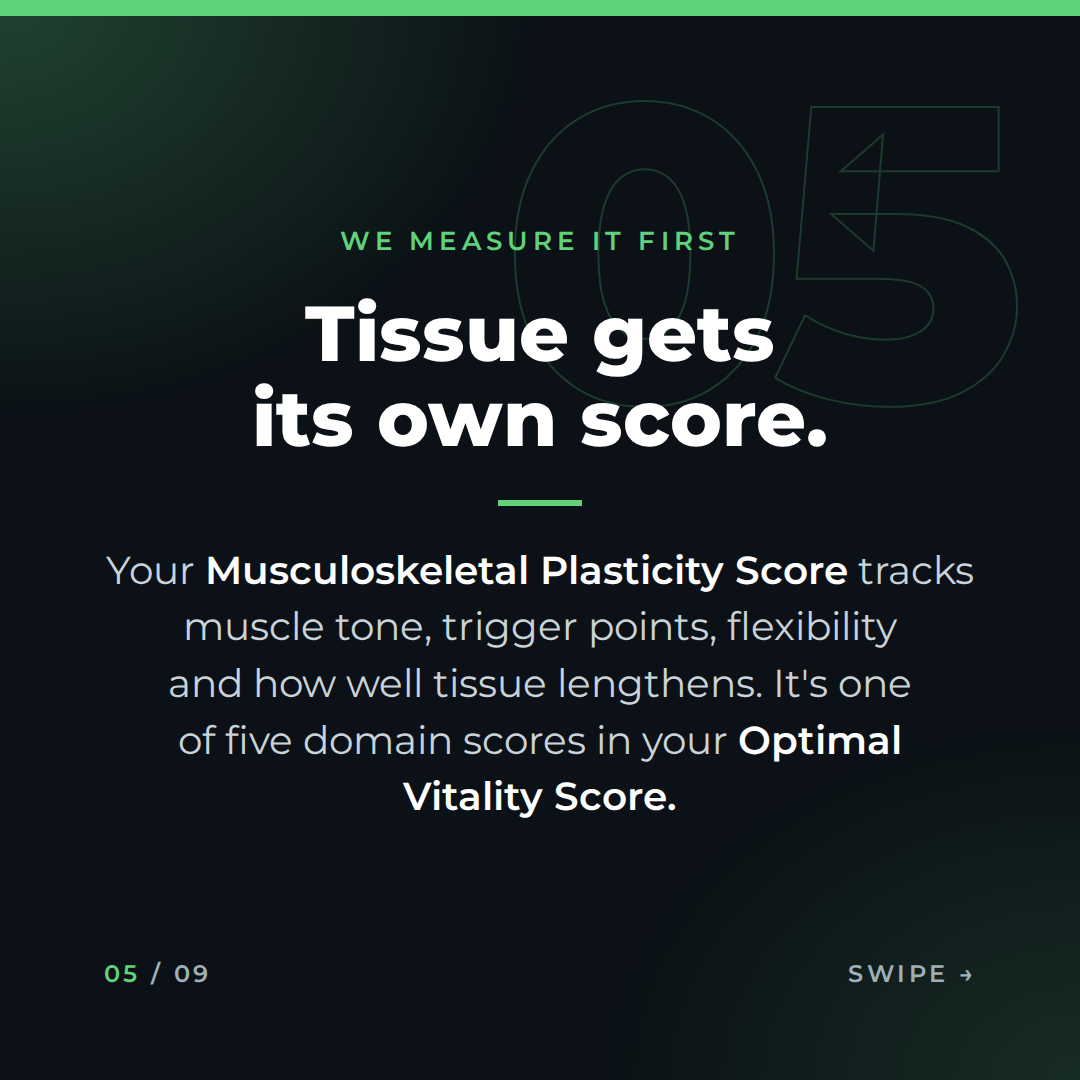 05
WE MEASURE IT FIRST
Tissue gets
its own score.
Your Musculoskeletal Plasticity Score tracks
muscle tone, trigger points, flexibility
and how well tissue lengthens. It's one
of five domain scores in your Optimal
Vitality Score.
05 / 09
SWIPE →